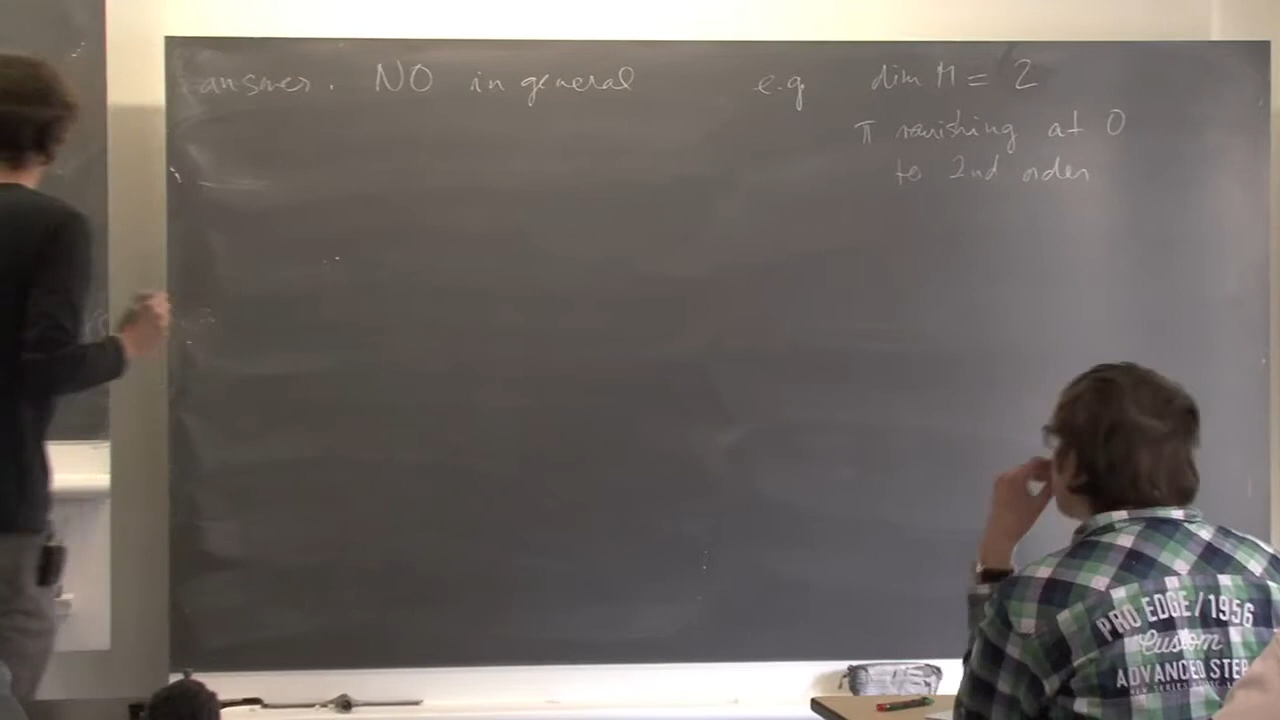 answer. NO in general e.g. dim M = 2
π vanishing at 0
to 2nd order
PRO EDGE / 1956
Custom
ADVANCED STEP